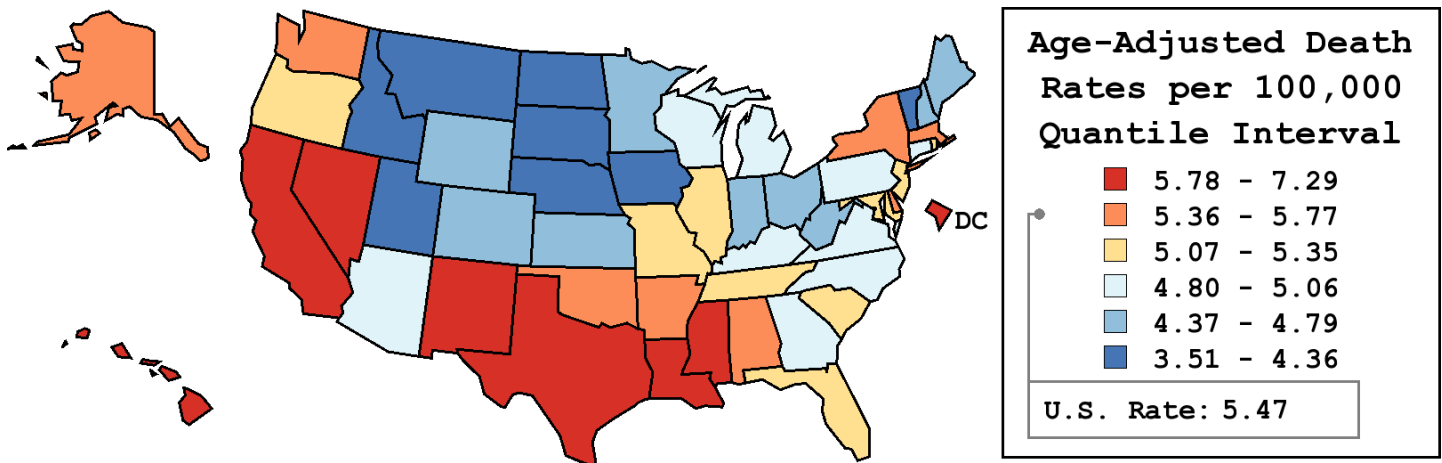 Age-Adjusted Death
Rates per 100,000
Quantile Interval
5.78 - 7.29
5.36 - 5.77
5.07 - 5.35
4.80 - 5.06
4.37 - 4.79
3.51 - 4.36
U.S. Rate: 5.47
DC